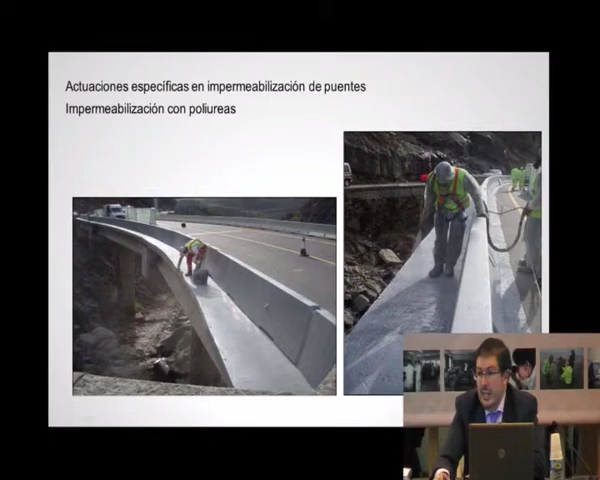 Actuaciones específicas en impermeabilización de puentes
Impermeabilización con poliureas